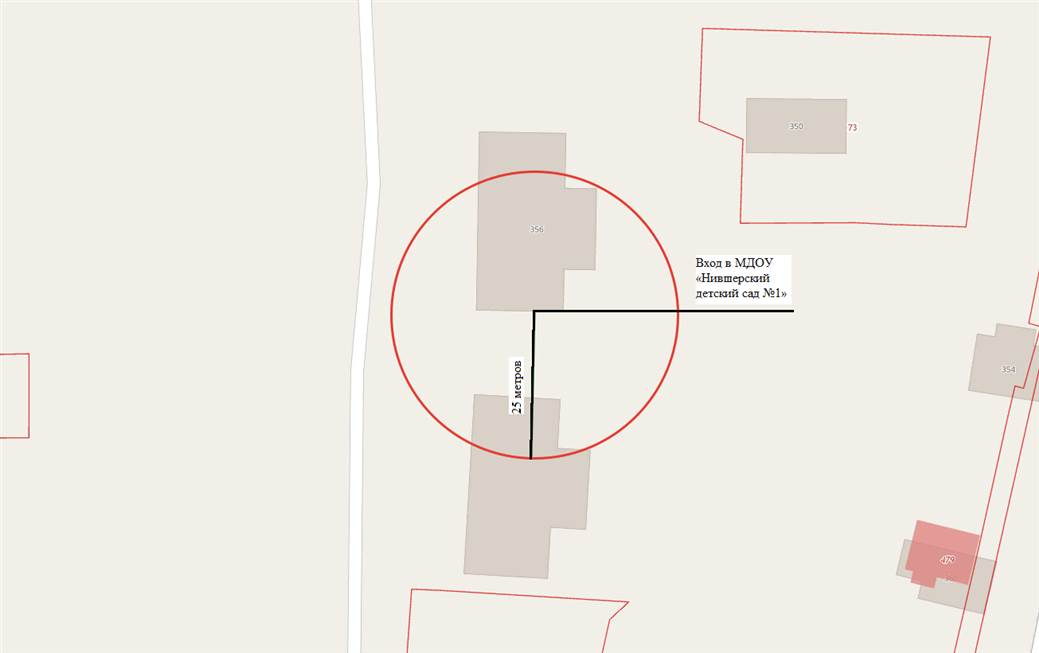 350
73
356
Вход в МДОУ
«Нившерский
детский сад №1»
25 метров
354
479